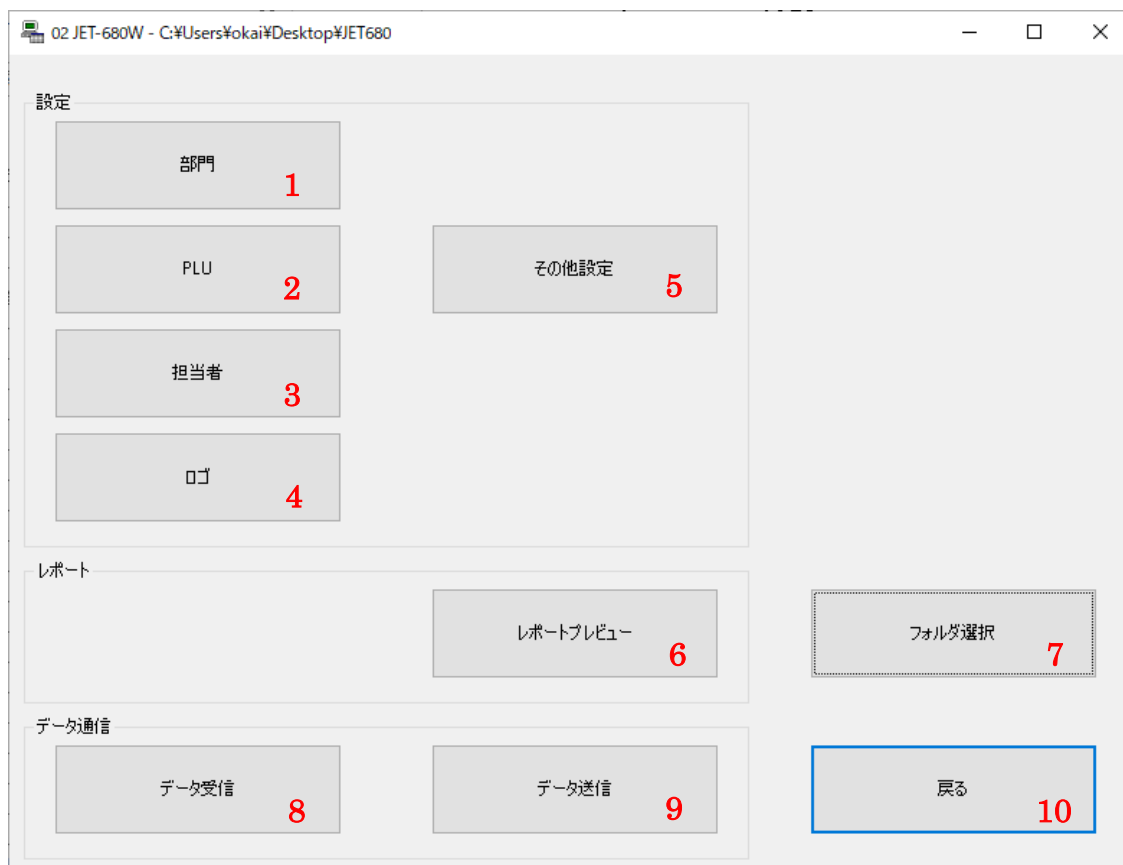 02 JET-680W - C:¥Users¥okai¥Desktop¥JET680
設定
部門
1
PLU
2
その他設定
5
担当者
3
ロゴ
4
レポート
レポートプレビュー
6
フォルダ選択
7
データ通信
データ受信
8
データ送信
9
戻る
10